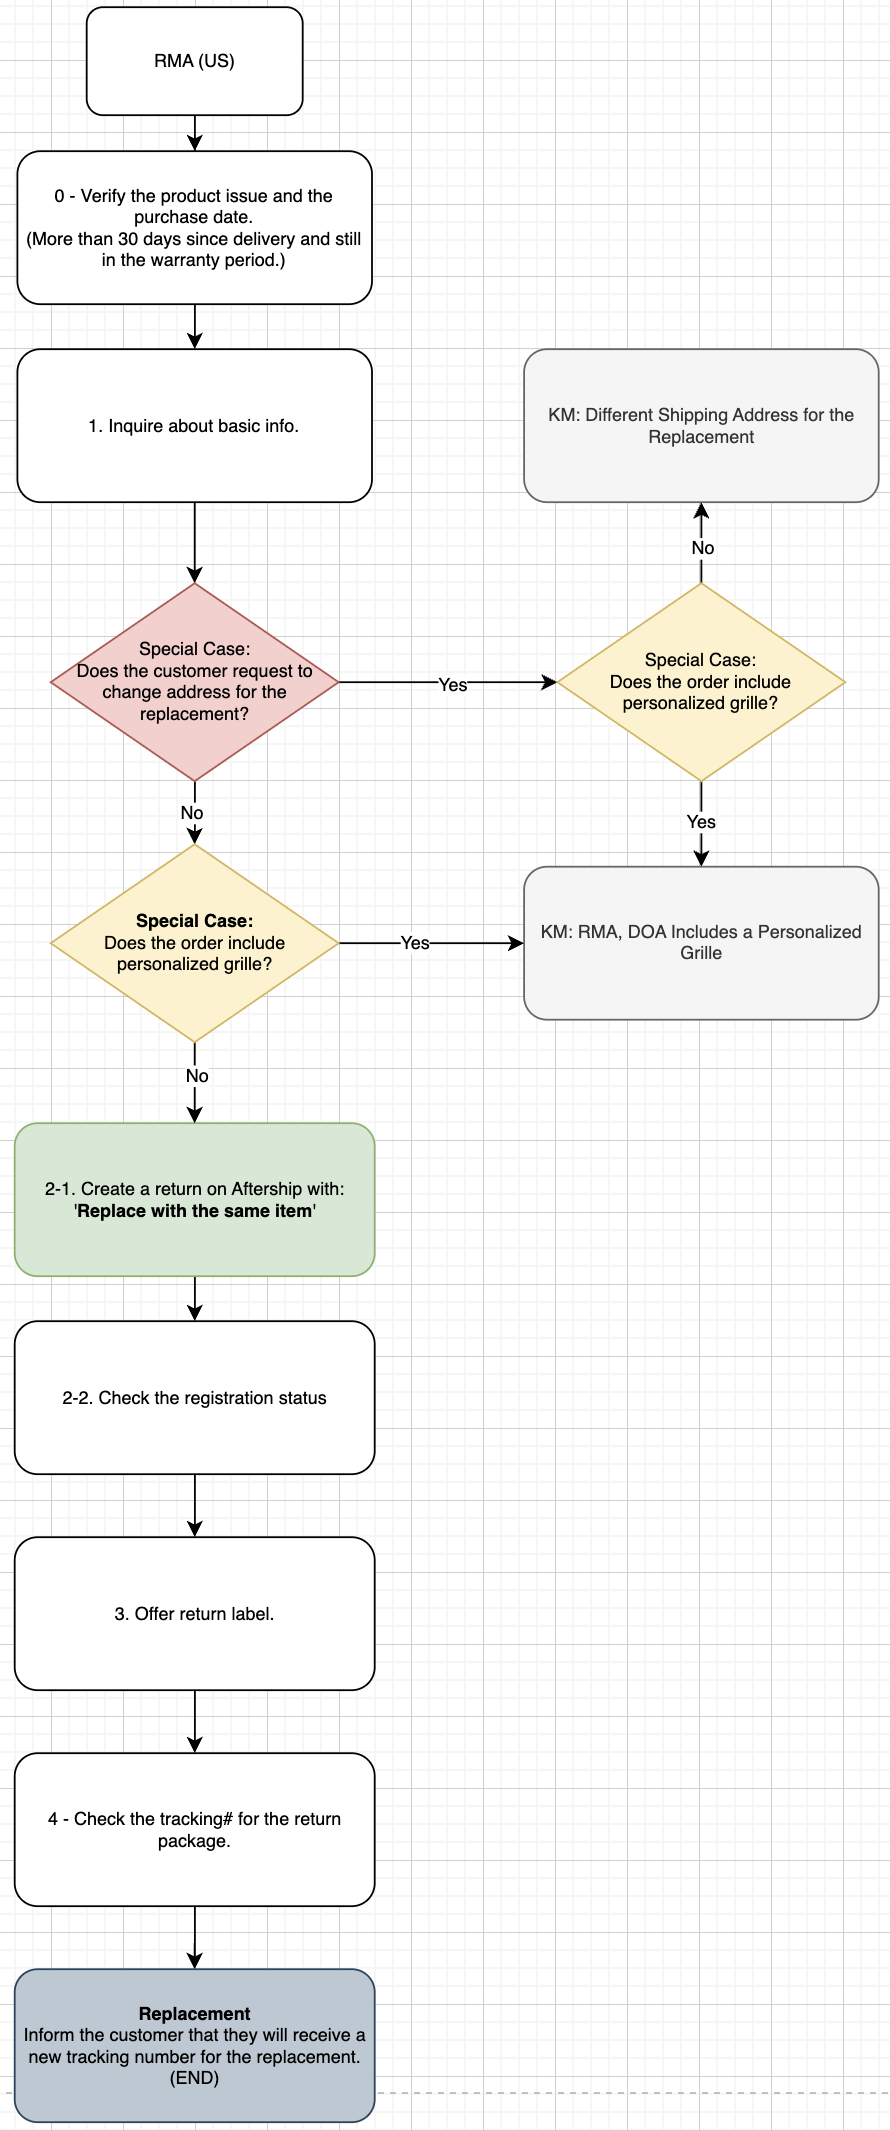 RMA (US)
0 - Verify the product issue and the
purchase date.
(More than 30 days since delivery and still
in the warranty period.)
1. Inquire about basic info.
KM: Different Shipping Address for the
Replacement
No
Special Case:
Does the customer request to
change address for the
replacement?
Yes
Special Case:
Does the order include
personalized grille?
No
Yes
Special Case:
Does the order include
personalized grille?
Yes
KM: RMA, DOA Includes a Personalized
Grille
No
2-1. Create a return on Aftership with:
'Replace with the same item'
2-2. Check the registration status
3. Offer return label.
4 - Check the tracking# for the return
package.
Replacement
Inform the customer that they will receive a
new tracking number for the replacement.
(END)